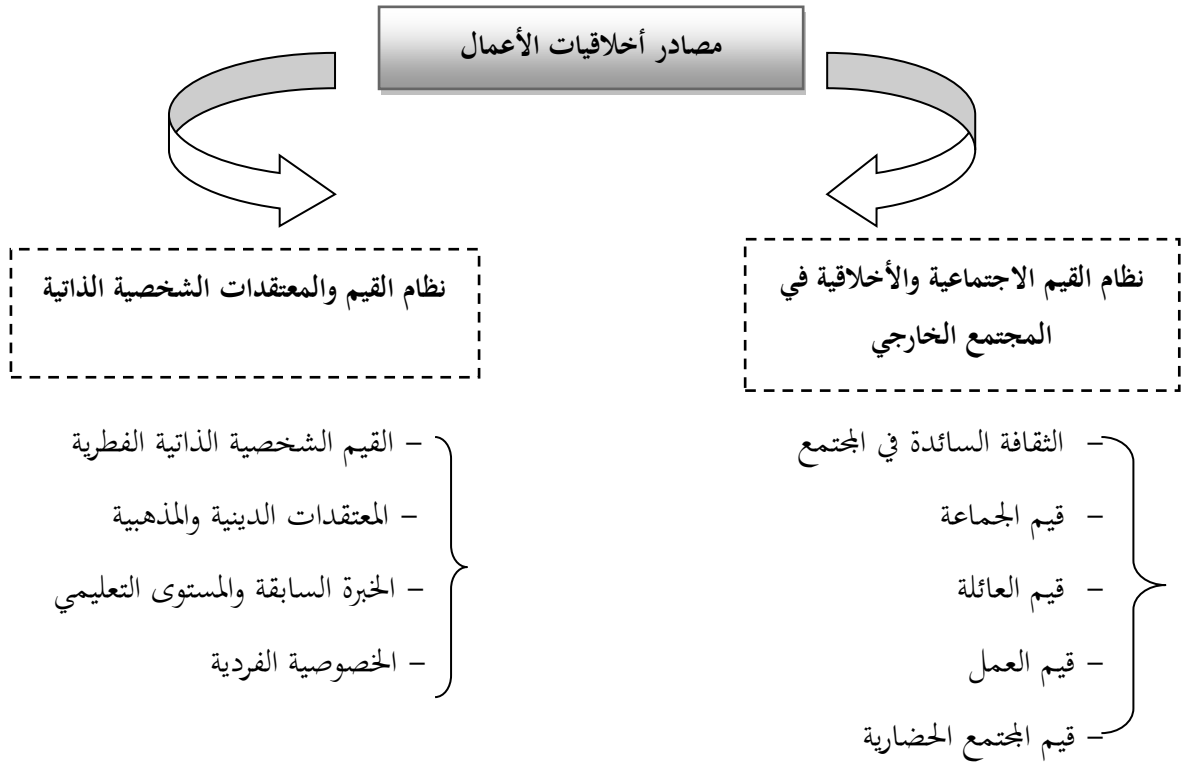 مصادر أخلاقيات الأعمال
نظام القيم الاجتماعية والأخلاقية في
المجتمع الخارجي
– الثقافة السائدة في المجتمع
– قيم الجماعة
– قيم العائلة
– قيم العمل
– قيم المجتمع الحضارية
نظام القيم والمعتقدات الشخصية الذاتية
– القيم الشخصية الذاتية الفطرية
– المعتقدات الدينية والمذهبية
– الخبرة السابقة والمستوى التعليمي
– الخصوصية الفردية